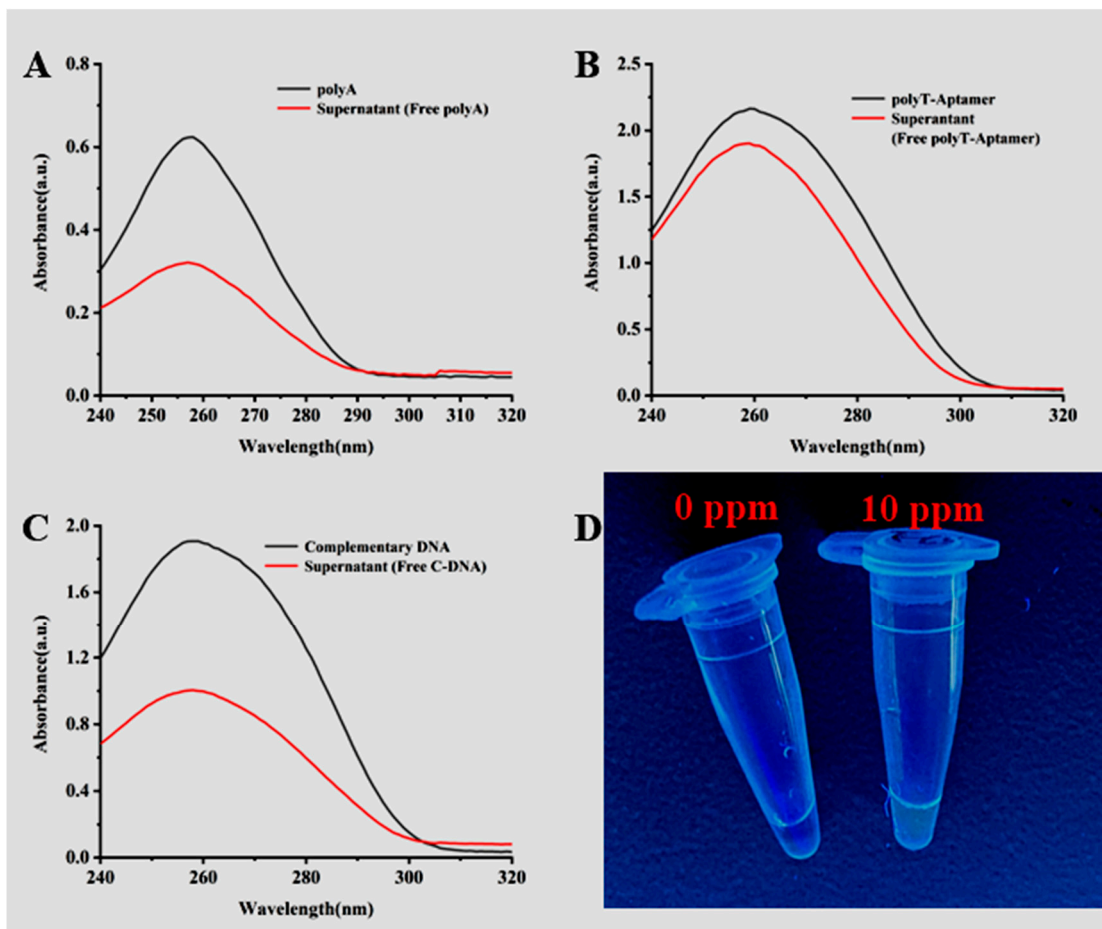 A
polyA
Supernatant (Free polyA)
Absorbance(a.u.)
0.8
0.6
0.4
0.2
0.0
240 250 260 270 280 290 300 310 320
Wavelength(nm)
B
polyT-Aptamer
Superantant
(Free polyT-Aptamer)
Absorbance(a.u.)
2.5
2.0
1.5
1.0
0.5
0.0
240 260 280 300 320
Wavelength(nm)
C
Complementary DNA
Supernatant (Free C-DNA)
Absorbance(a.u.)
2.0
1.6
1.2
0.8
0.4
0.0
240 260 280 300 320
Wavelength(nm)
D
0 ppm 10 ppm